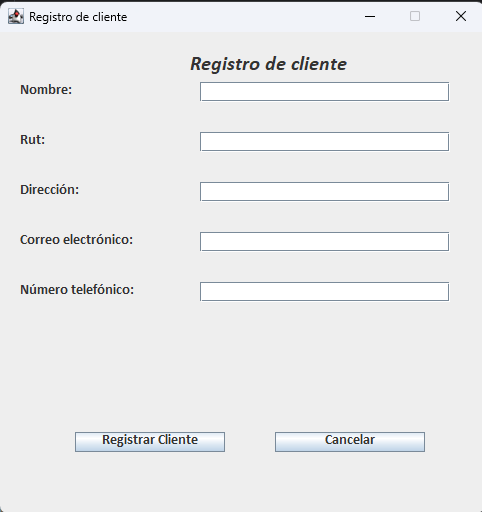 Registro de cliente
Registro de cliente
Nombre:
Rut:
Dirección:
Correo electrónico:
Número telefónico:
Registrar Cliente
Cancelar